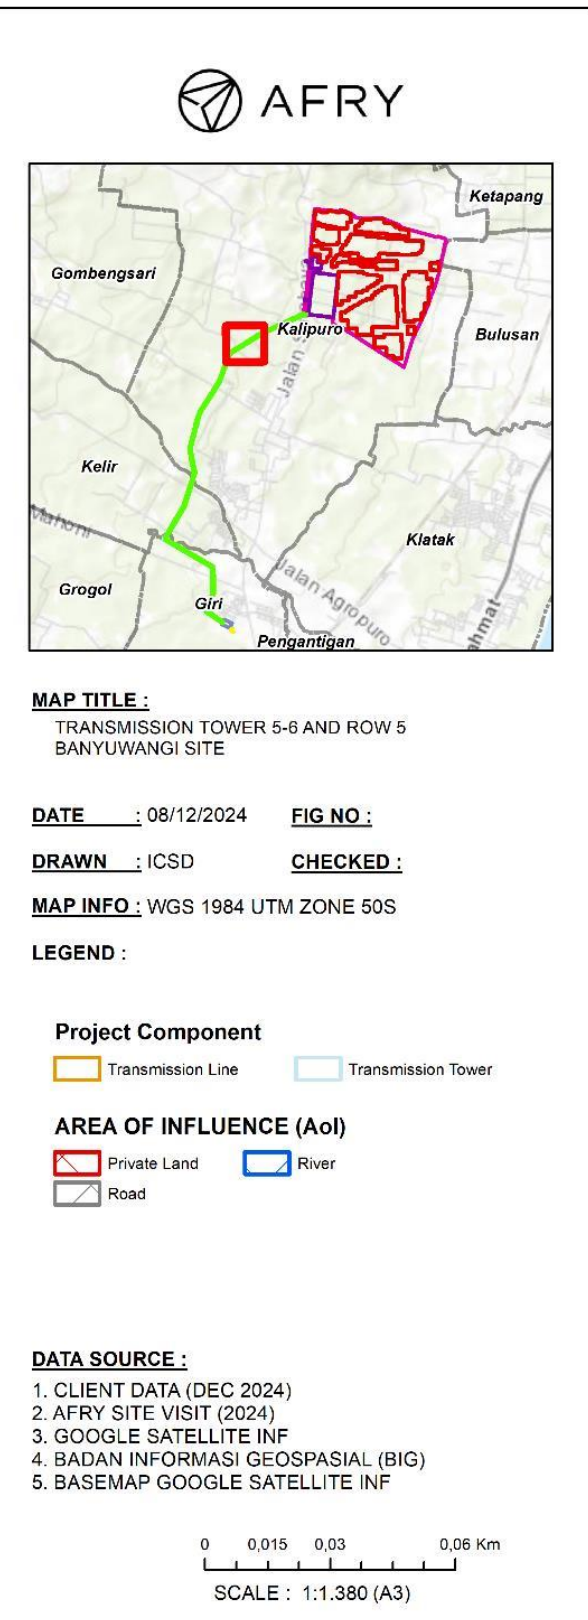 AFRY
Ketapang
Gombengsari
Kalipuro
Bulusan
Kelir
Klatak
Grogol
Jalan Agropuro
Giri
Pengantigan
MAP TITLE :
TRANSMISSION TOWER 5-6 AND ROW 5
BANYUWANGI SITE
DATE : 08/12/2024 FIG NO :
DRAWN : ICSD CHECKED :
MAP INFO : WGS 1984 UTM ZONE 50S
LEGEND :
Project Component
Transmission Line Transmission Tower
AREA OF INFLUENCE (AoI)
Private Land River
Road
DATA SOURCE :
1. CLIENT DATA (DEC 2024)
2. AFRY SITE VISIT (2024)
3. GOOGLE SATELLITE INF
4. BADAN INFORMASI GEOSPASIAL (BIG)
5. BASEMAP GOOGLE SATELLITE INF
0 0,015 0,03 0,06 Km
SCALE : 1:1.380 (A3)